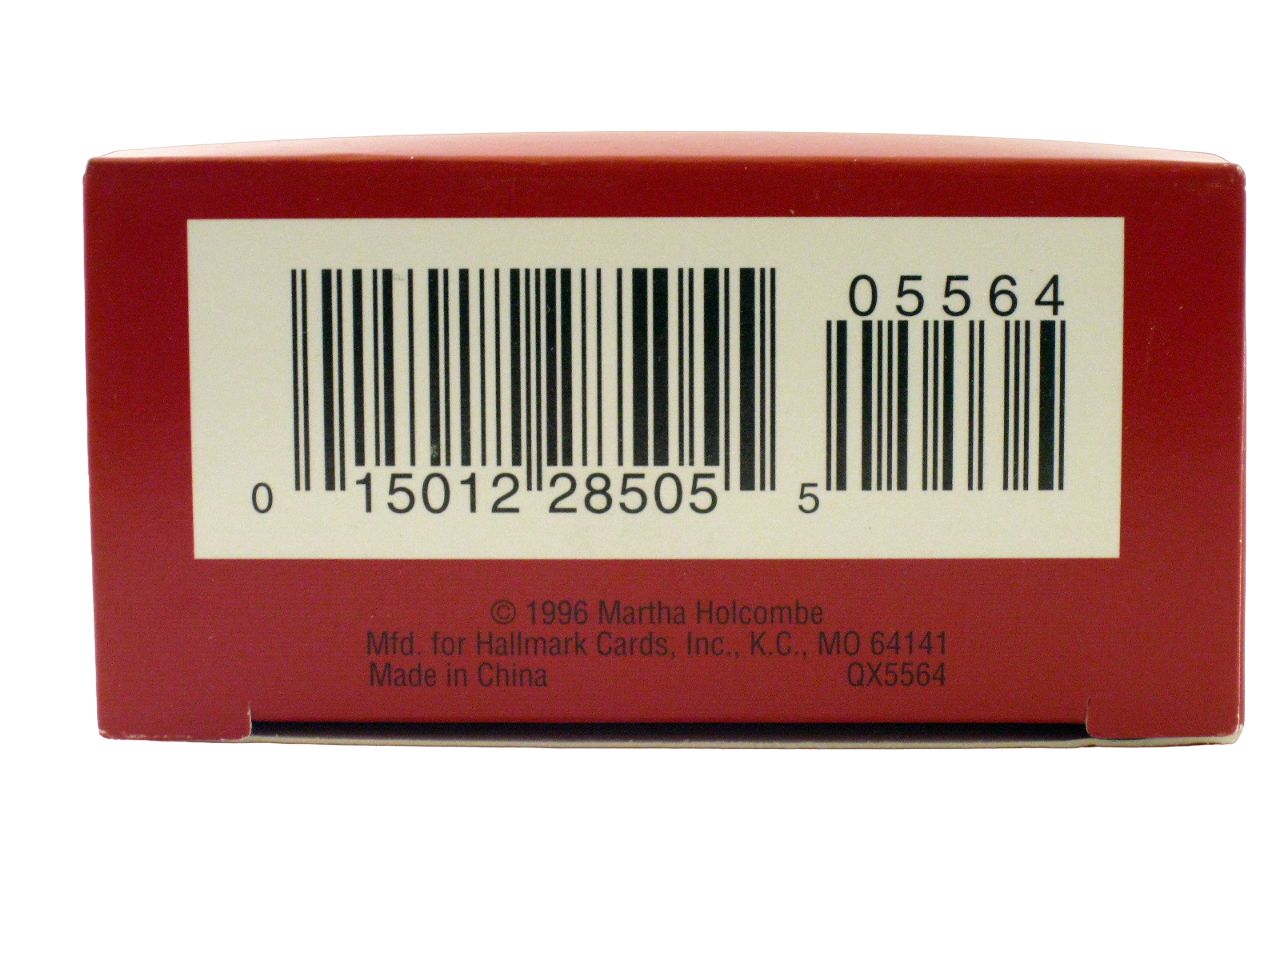 05564
0 15012 28505 5
© 1996 Martha Holcombe
Mfd. for Hallmark Cards, Inc., K.C., MO 64141
Made in China QX5564